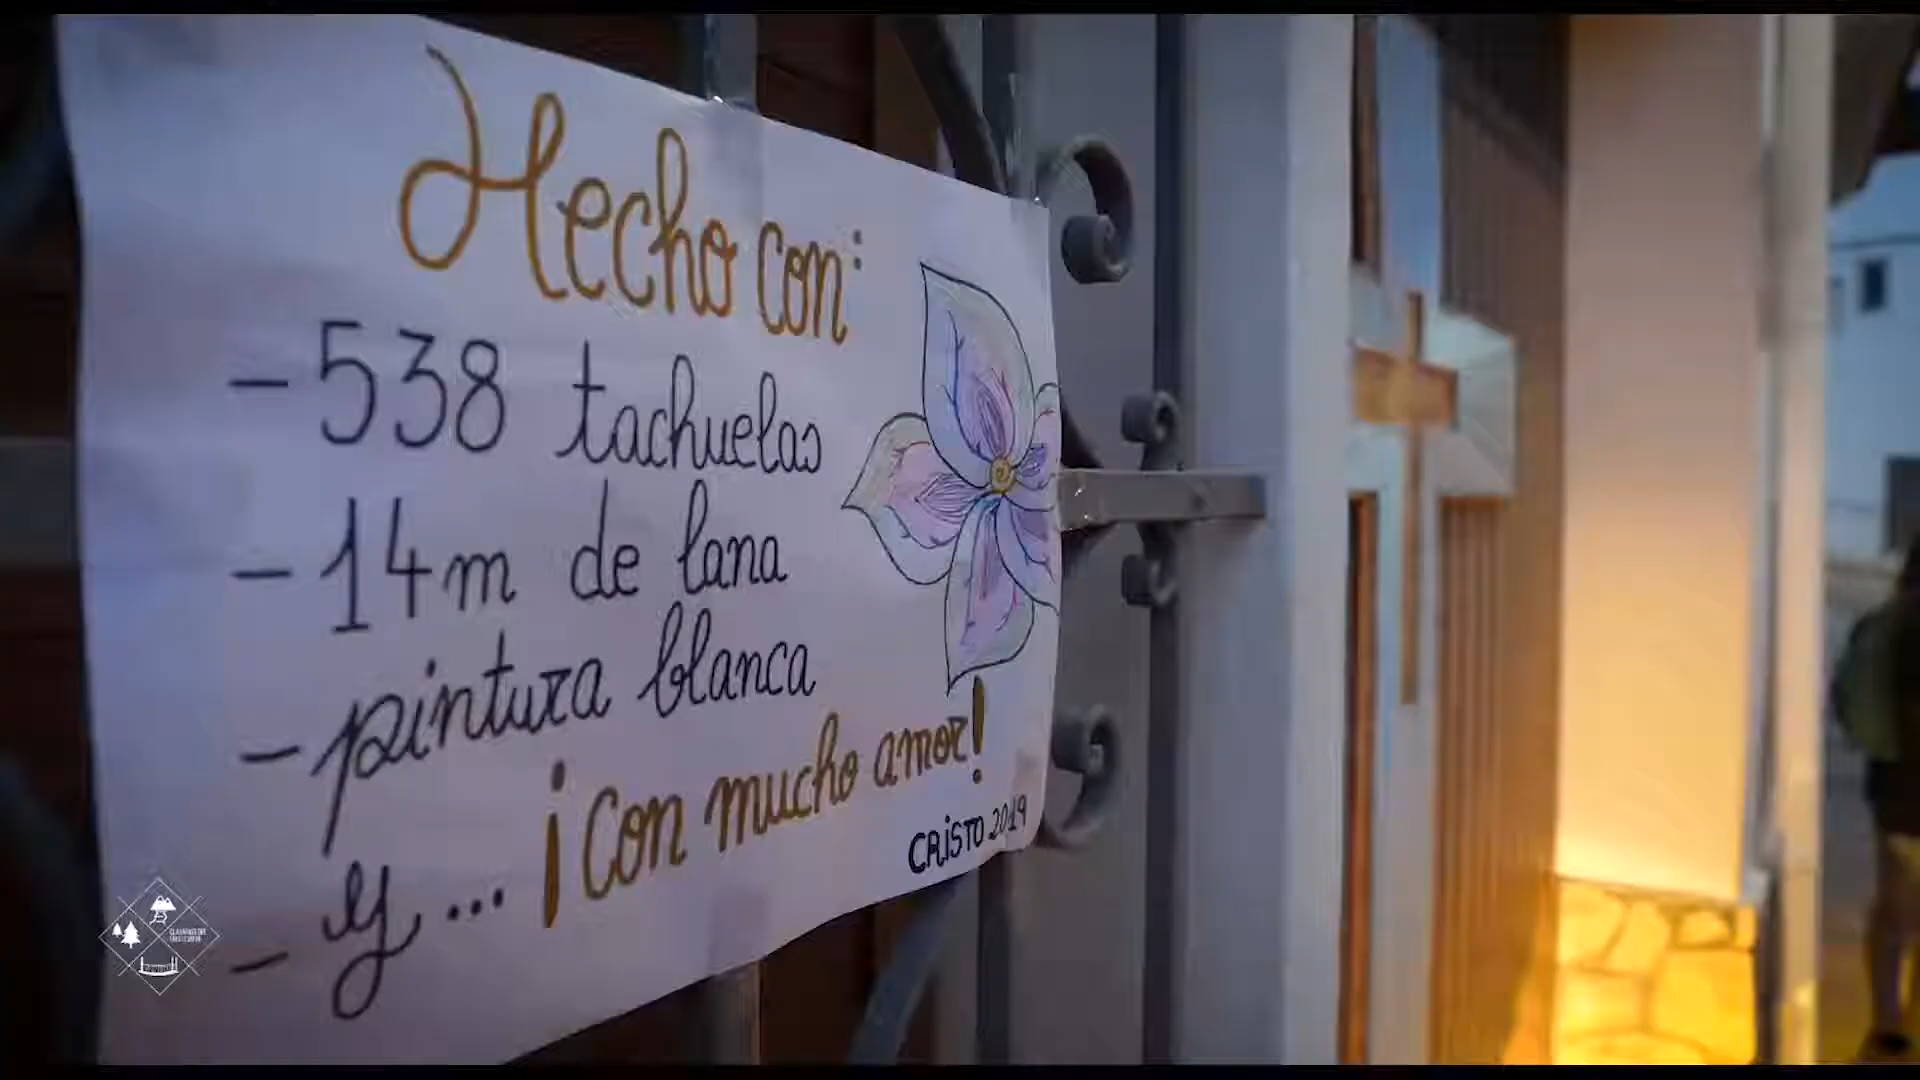 Hecho con:
- 538 tachuelas
- 14m de lana
- pintura blanca
- y ... ¡Con mucho amor!
CRiSTO 2019